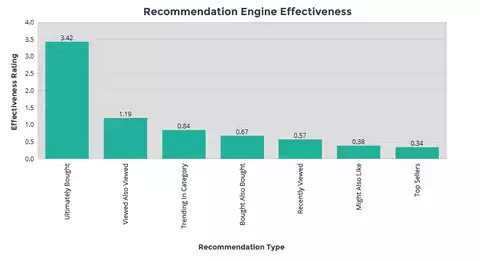 Recommendation Engine Effectiveness
Effectiveness Rating
4.0
3.5
3.0
2.5
2.0
1.5
1.0
0.5
0.0
3.42
1.19
0.84
0.67
0.57
0.38
0.34
Ultimately Bought
Viewed Also Viewed
Trending In Category
Bought Also Bought
Recently Viewed
Might Also Like
Top Sellers
Recommendation Type